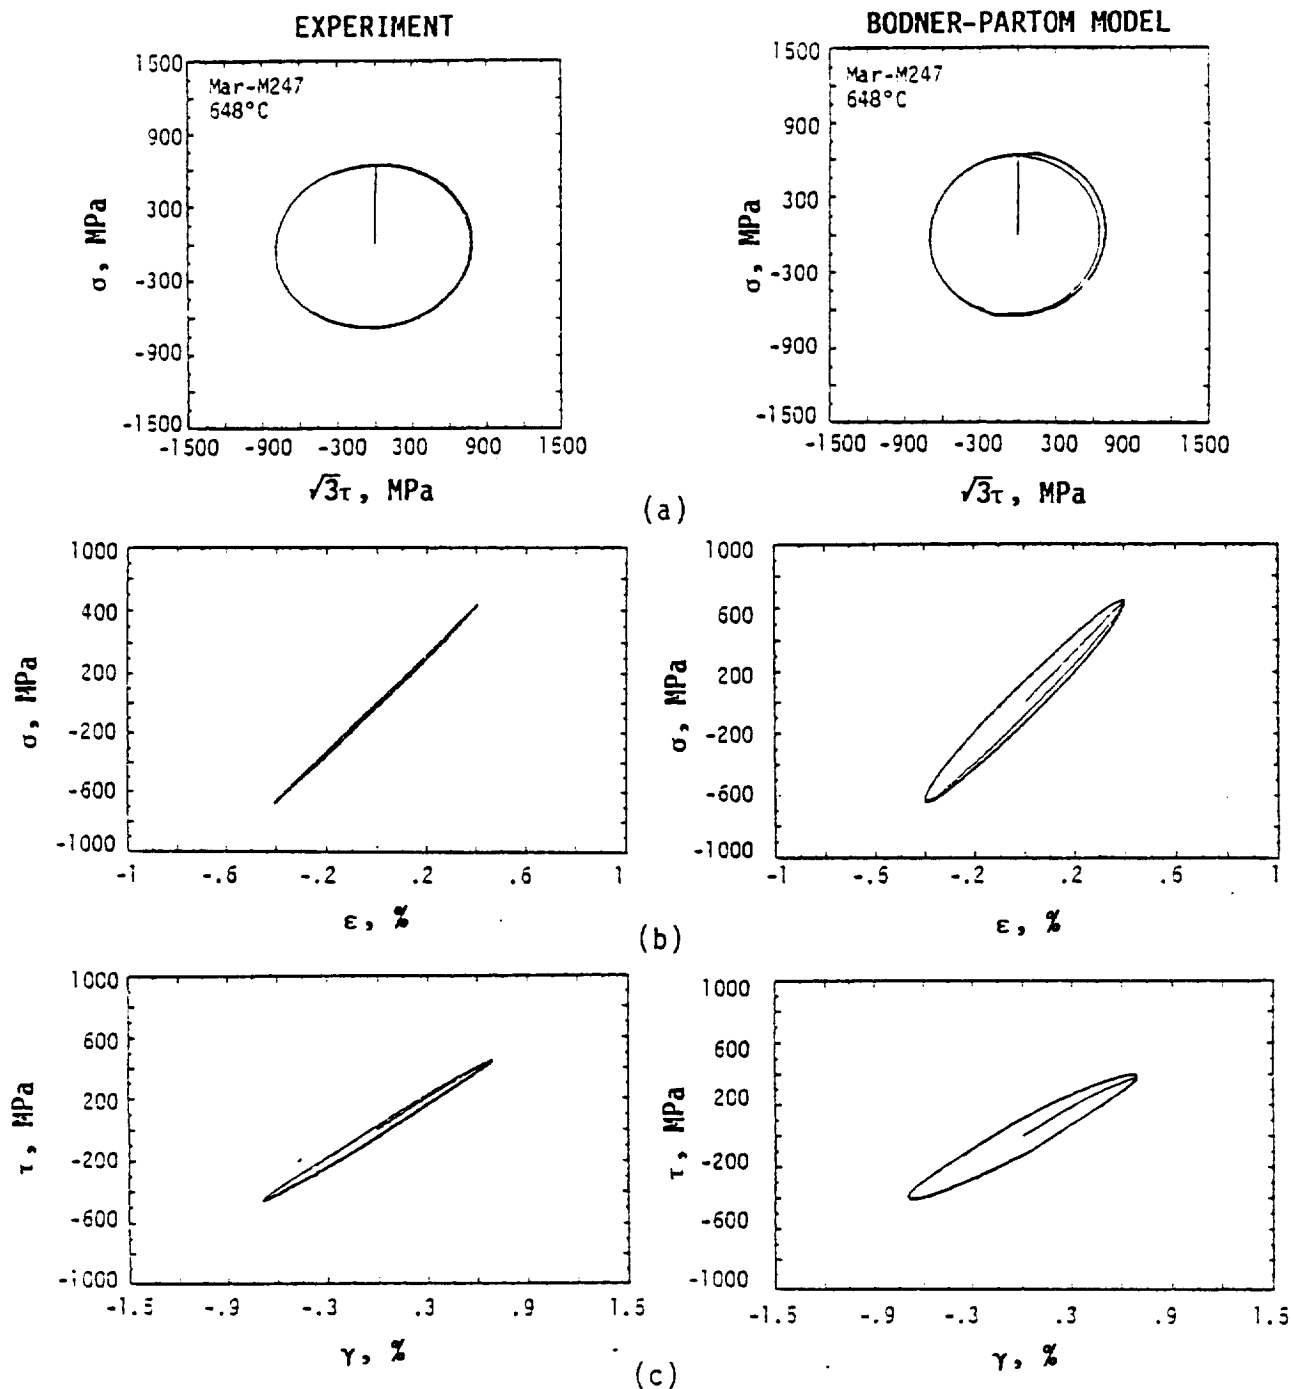 EXPERIMENT
BODNER-PARTOM MODEL
1500
900
300
-300
-900
-1500
σ, MPa
Mar-M247
648°C
-1500 -900 -300 300 900 1500
√3τ, MPa
1500
900
300
-300
-900
-1500
σ, MPa
Mar-M247
648°C
-1500 -900 -300 300 900 1500
√3τ, MPa
(a)
1000
400
200
-200
-600
-1000
σ, MPa
-1 -.6 -.2 .2 .6 1
ε, %
1000
600
200
-200
-600
-1000
σ, MPa
-1 -.5 -.2 .2 .6 1
ε, %
(b)
1000
600
200
-200
-600
-1000
τ, MPa
-1.5 -.9 -.3 .3 .9 1.5
γ, %
1000
600
200
-200
-600
-1000
τ, MPa
-1.5 -.9 -.3 .3 .9 1.5
γ, %
(c)